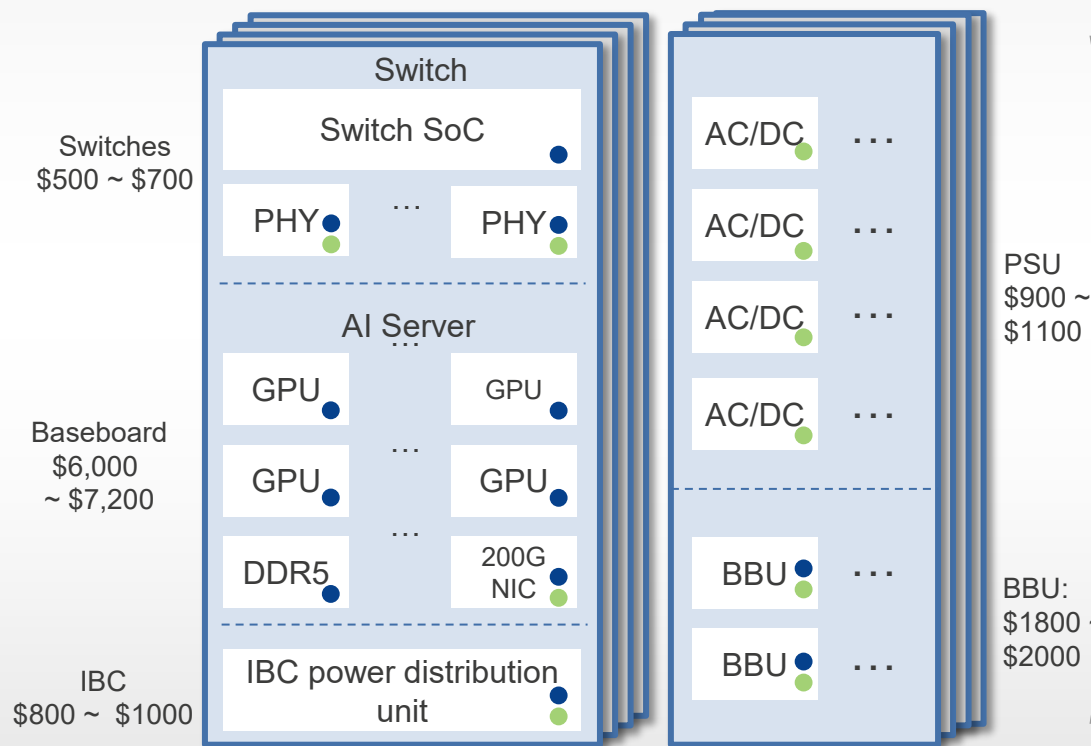 Switches
$500 ~ $700
Baseboard
$6,000
~ $7,200
IBC
$800 ~ $1000
Switch
Switch SoC
PHY
...
PHY
AI Server
...
GPU
GPU
...
GPU
GPU
...
DDR5
200G
NIC
IBC power distribution
unit
AC/DC
...
AC/DC
...
AC/DC
...
AC/DC
...
BBU
...
BBU
...
PSU
$900 ~
$1100
BBU:
$1800 ~
$2000